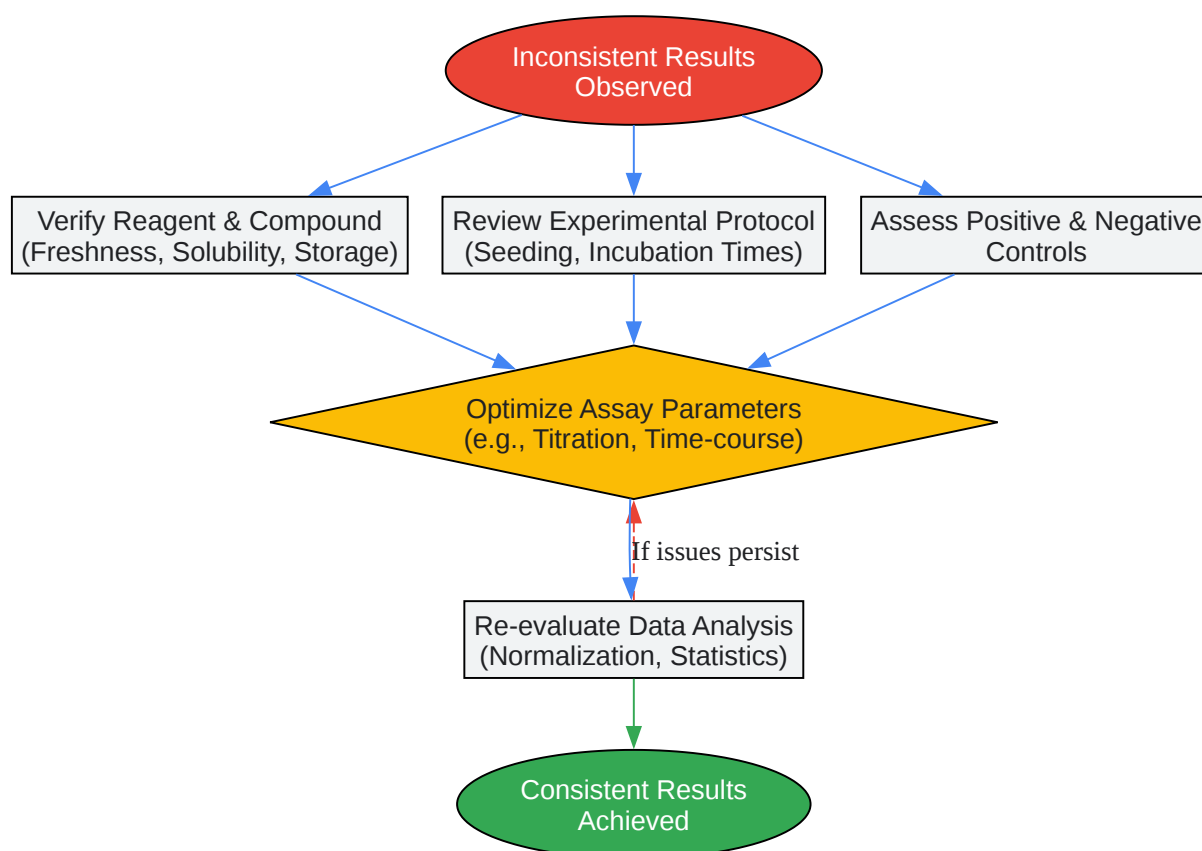 Inconsistent Results
Observed
Verify Reagent & Compound
(Freshness, Solubility, Storage)
Review Experimental Protocol
(Seeding, Incubation Times)
Assess Positive & Negative
Controls
Optimize Assay Parameters
(e.g., Titration, Time-course)
If issues persist
Re-evaluate Data Analysis
(Normalization, Statistics)
Consistent Results
Achieved